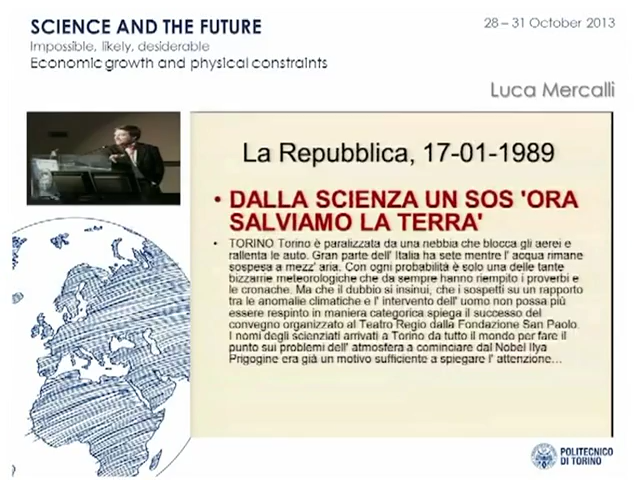 SCIENCE AND THE FUTURE
28 – 31 October 2013
Impossible, likely, desiderable
Economic growth and physical constraints
Luca Mercalli
La Repubblica, 17-01-1989
• DALLA SCIENZA UN SOS 'ORA
SALVIAMO LA TERRA'
• TORINO Torino è paralizzata da una nebbia che blocca gli aerei e
rallenta le auto. Gran parte dell' Italia ha sete mentre l' acqua rimane
sospesa a mezz' aria. Con ogni probabilità è solo una delle tante
bizzarrie meteorologiche che da sempre hanno riempito i proverbi e
le cronache. Ma che il dubbio si insinui, che i sospetti su un rapporto
tra le anomalie climatiche e l' intervento dell' uomo non possa più
essere respinto in maniera categorica spiega il successo del
convegno organizzato al Teatro Regio dalla Fondazione San Paolo.
I nomi degli scienziati arrivati a Torino da tutto il mondo per fare il
punto sui problemi dell' atmosfera a cominciare dal Nobel Ilya
Prigogine era già un motivo sufficiente a spiegare l' attenzione…
POLITECNICO
DI TORINO